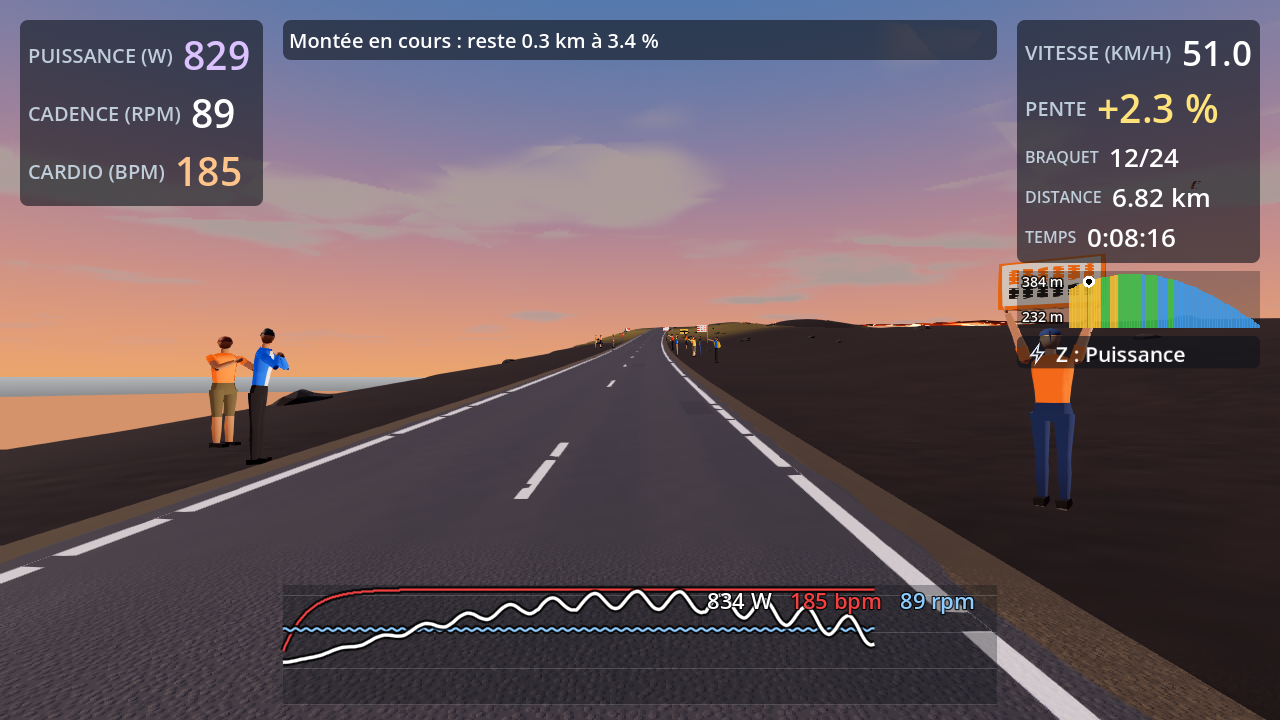 PUISSANCE (W) 829
CADENCE (RPM) 89
CARDIO (BPM) 185
Montée en cours : reste 0.3 km à 3.4 %
VITESSE (KM/H) 51.0
PENTE +2.3 %
BRAQUET 12/24
DISTANCE 6.82 km
TEMPS 0:08:16
384 m
232 m
Z : Puissance
834 W 185 bpm 89 rpm